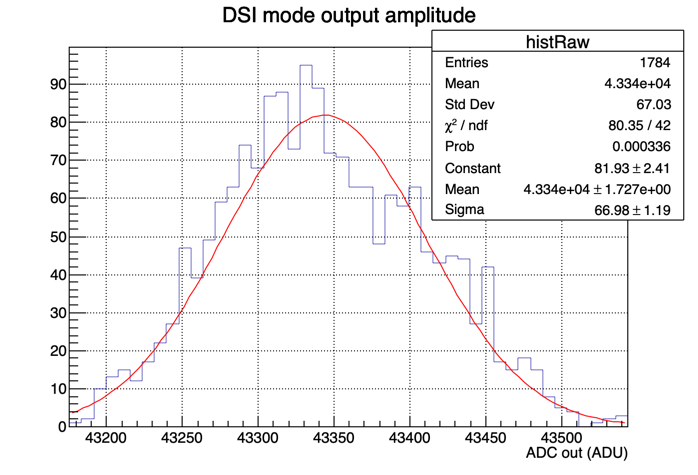 DSI mode output amplitude
histRaw
Entries 1784
Mean 4.334e+04
Std Dev 67.03
χ² / ndf 80.35 / 42
Prob 0.000336
Constant 81.93 ± 2.41
Mean 4.334e+04 ± 1.727e+00
Sigma 66.98 ± 1.19
90
80
70
60
50
40
30
20
10
0
43200 43250 43300 43350 43400 43450 43500
ADC out (ADU)